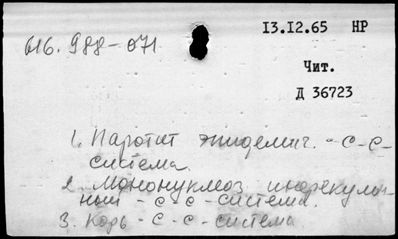 13.12.65 НР
616.988-071
Чит.
Д 36723
1. Паротит эпидемич. - С-С-
система.
2. Мононуклеоз инфекцион-
ный - С-С-система.
3. Корь - С-С-система